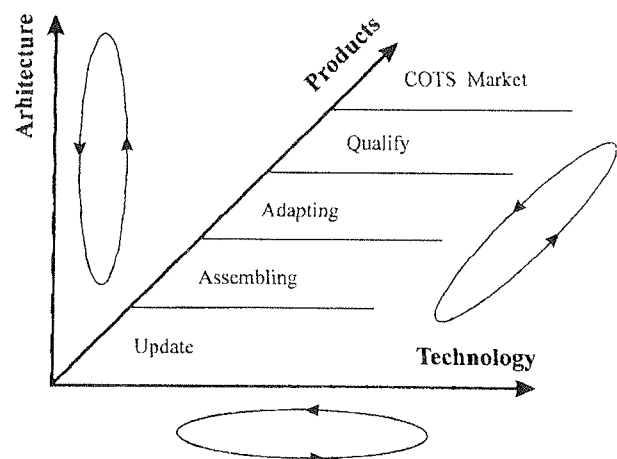 Arhitecture
Products
COTS Market
Qualify
Adapting
Assembling
Update
Technology